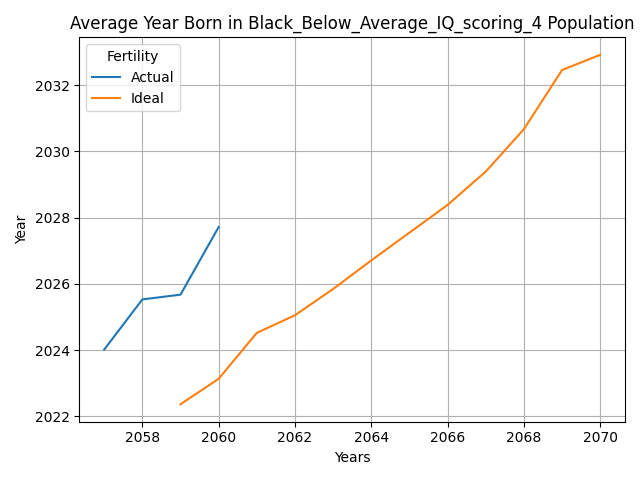 Average Year Born in Black_Below_Average_IQ_scoring_4 Population
Fertility
Actual
Ideal
Year
2032
2030
2028
2026
2024
2022
2058 2060 2062 2064 2066 2068 2070
Years